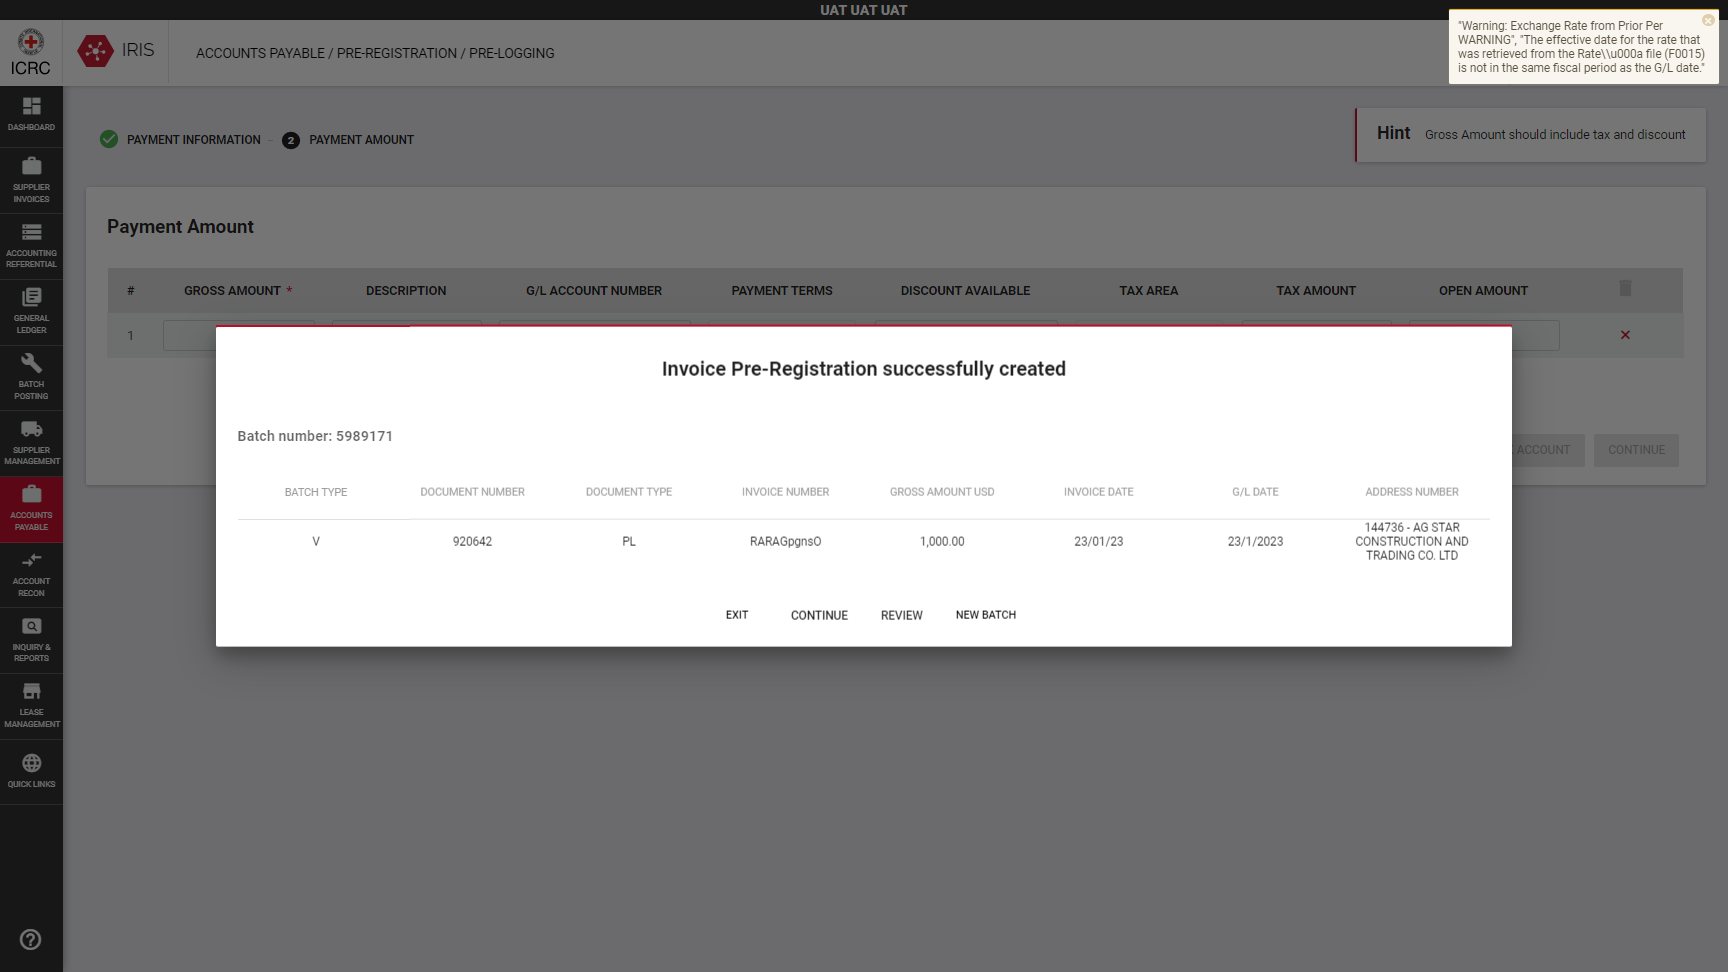 UAT UAT UAT
ICRC
IRIS
ACCOUNTS PAYABLE / PRE-REGISTRATION / PRE-LOGGING
"Warning: Exchange Rate from Prior Per
WARNING", "The effective date for the rate that
was retrieved from the Rate\\u000a file (F0015)
is not in the same fiscal period as the G/L date."
DASHBOARD
SUPPLIER
INVOICES
ACCOUNTING
REFERENTIAL
GENERAL
LEDGER
BATCH
POSTING
SUPPLIER
MANAGEMENT
ACCOUNTS
PAYABLE
ACCOUNT
RECON
INQUIRY &
REPORTS
LEASE
MANAGEMENT
QUICK LINKS
PAYMENT INFORMATION
2 PAYMENT AMOUNT
Hint Gross Amount should include tax and discount
Payment Amount
# GROSS AMOUNT * DESCRIPTION G/L ACCOUNT NUMBER PAYMENT TERMS DISCOUNT AVAILABLE TAX AREA TAX AMOUNT OPEN AMOUNT
1
ACCOUNT CONTINUE
Invoice Pre-Registration successfully created
Batch number: 5989171
BATCH TYPE DOCUMENT NUMBER DOCUMENT TYPE INVOICE NUMBER GROSS AMOUNT USD INVOICE DATE G/L DATE ADDRESS NUMBER
V 920642 PL RARAGpgnsO 1,000.00 23/01/23 23/1/2023 144736 - AG STAR
CONSTRUCTION AND
TRADING CO. LTD
EXIT CONTINUE REVIEW NEW BATCH